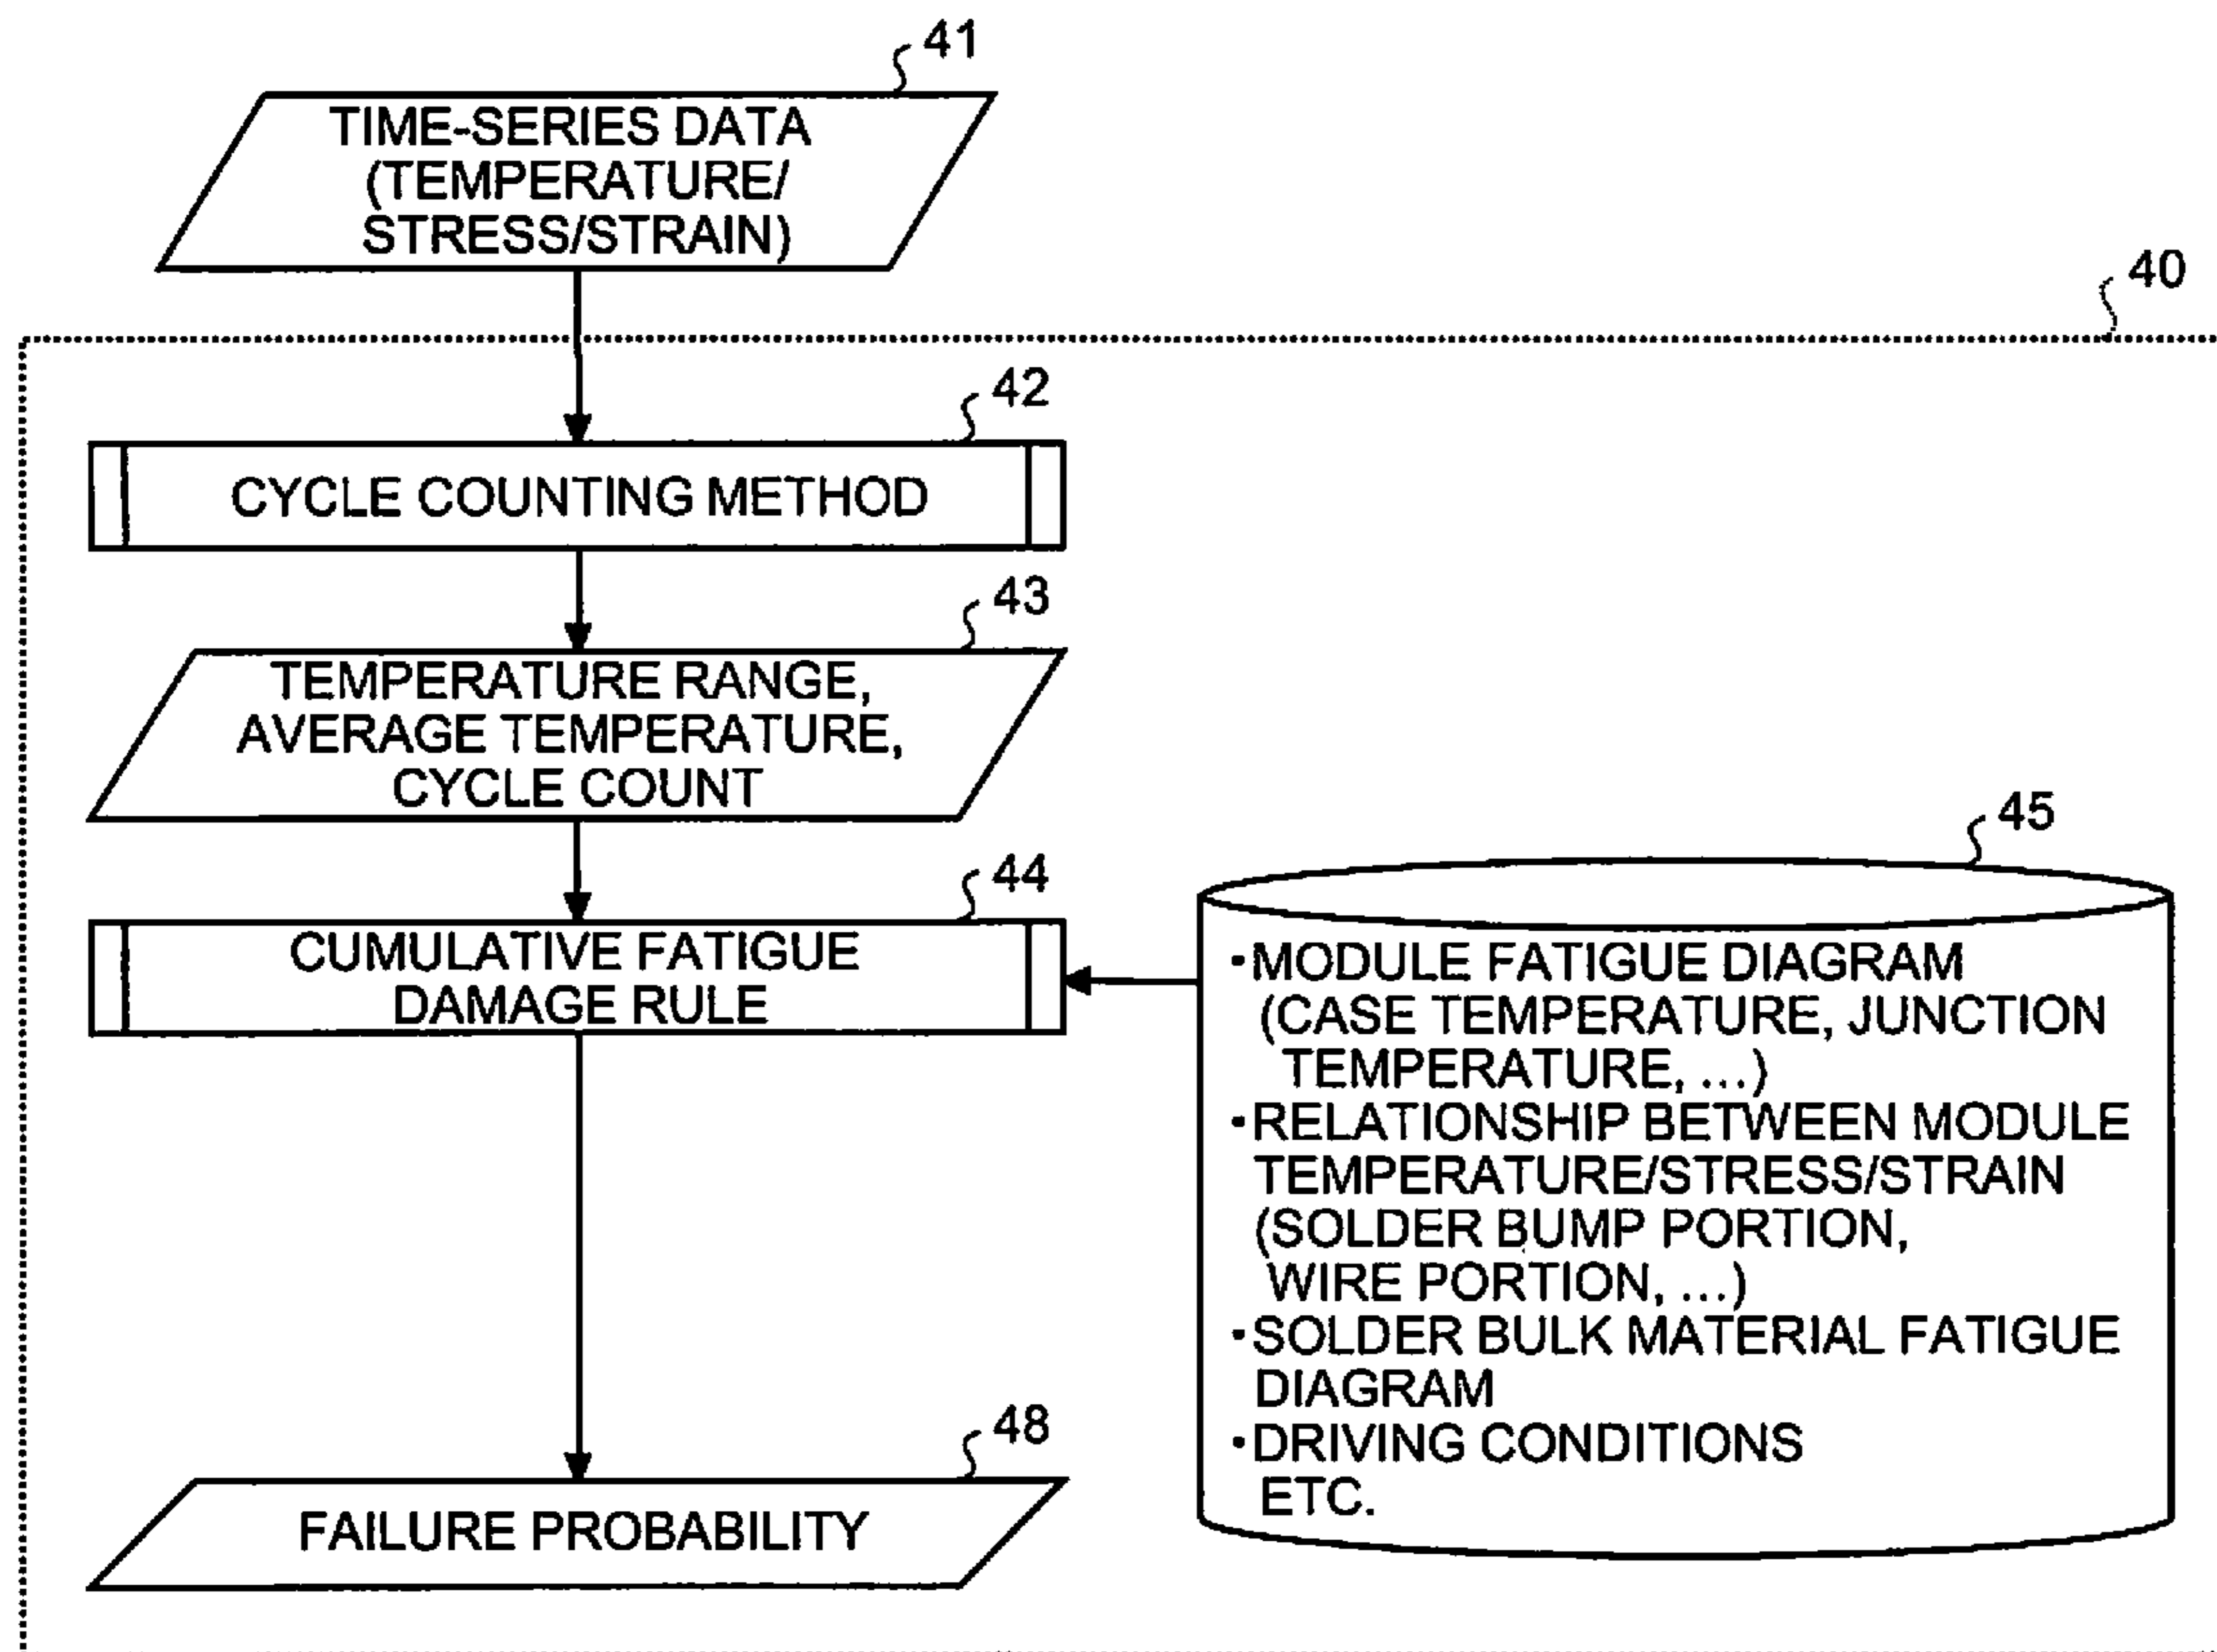 41
TIME-SERIES DATA
(TEMPERATURE/
STRESS/STRAIN)
40
42
CYCLE COUNTING METHOD
43
TEMPERATURE RANGE,
AVERAGE TEMPERATURE,
CYCLE COUNT
44
CUMULATIVE FATIGUE
DAMAGE RULE
45
・MODULE FATIGUE DIAGRAM
(CASE TEMPERATURE, JUNCTION
TEMPERATURE, ...)
・RELATIONSHIP BETWEEN MODULE
TEMPERATURE/STRESS/STRAIN
(SOLDER BUMP PORTION,
WIRE PORTION, ...)
・SOLDER BULK MATERIAL FATIGUE
DIAGRAM
・DRIVING CONDITIONS
ETC.
48
FAILURE PROBABILITY